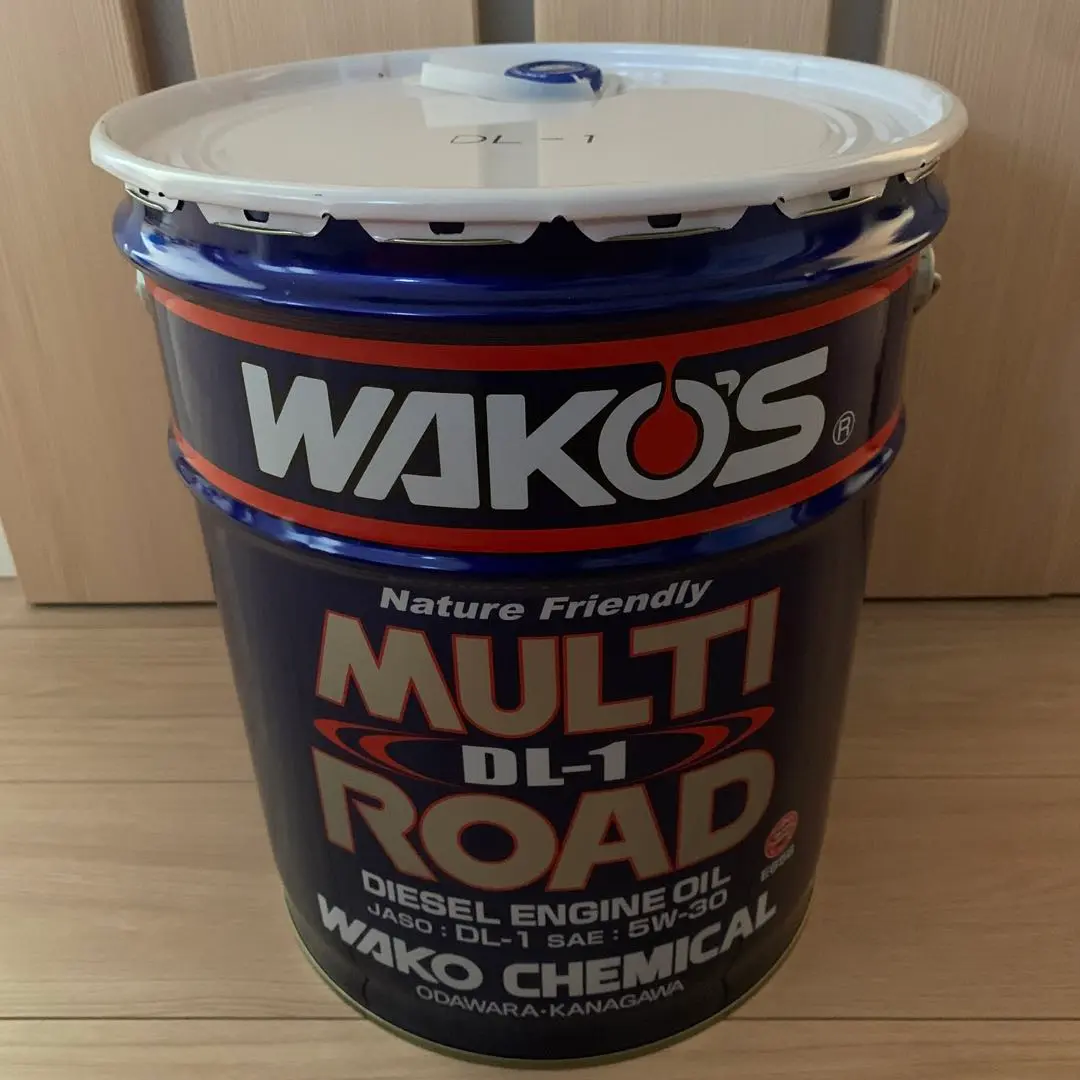 DL-1
WAKO'S ®
Nature Friendly
MULTI
DL-1
ROAD
DIESEL ENGINE OIL
JASO : DL-1 SAE : 5W-30
WAKO CHEMICAL
ODAWARA·KANAGAWA